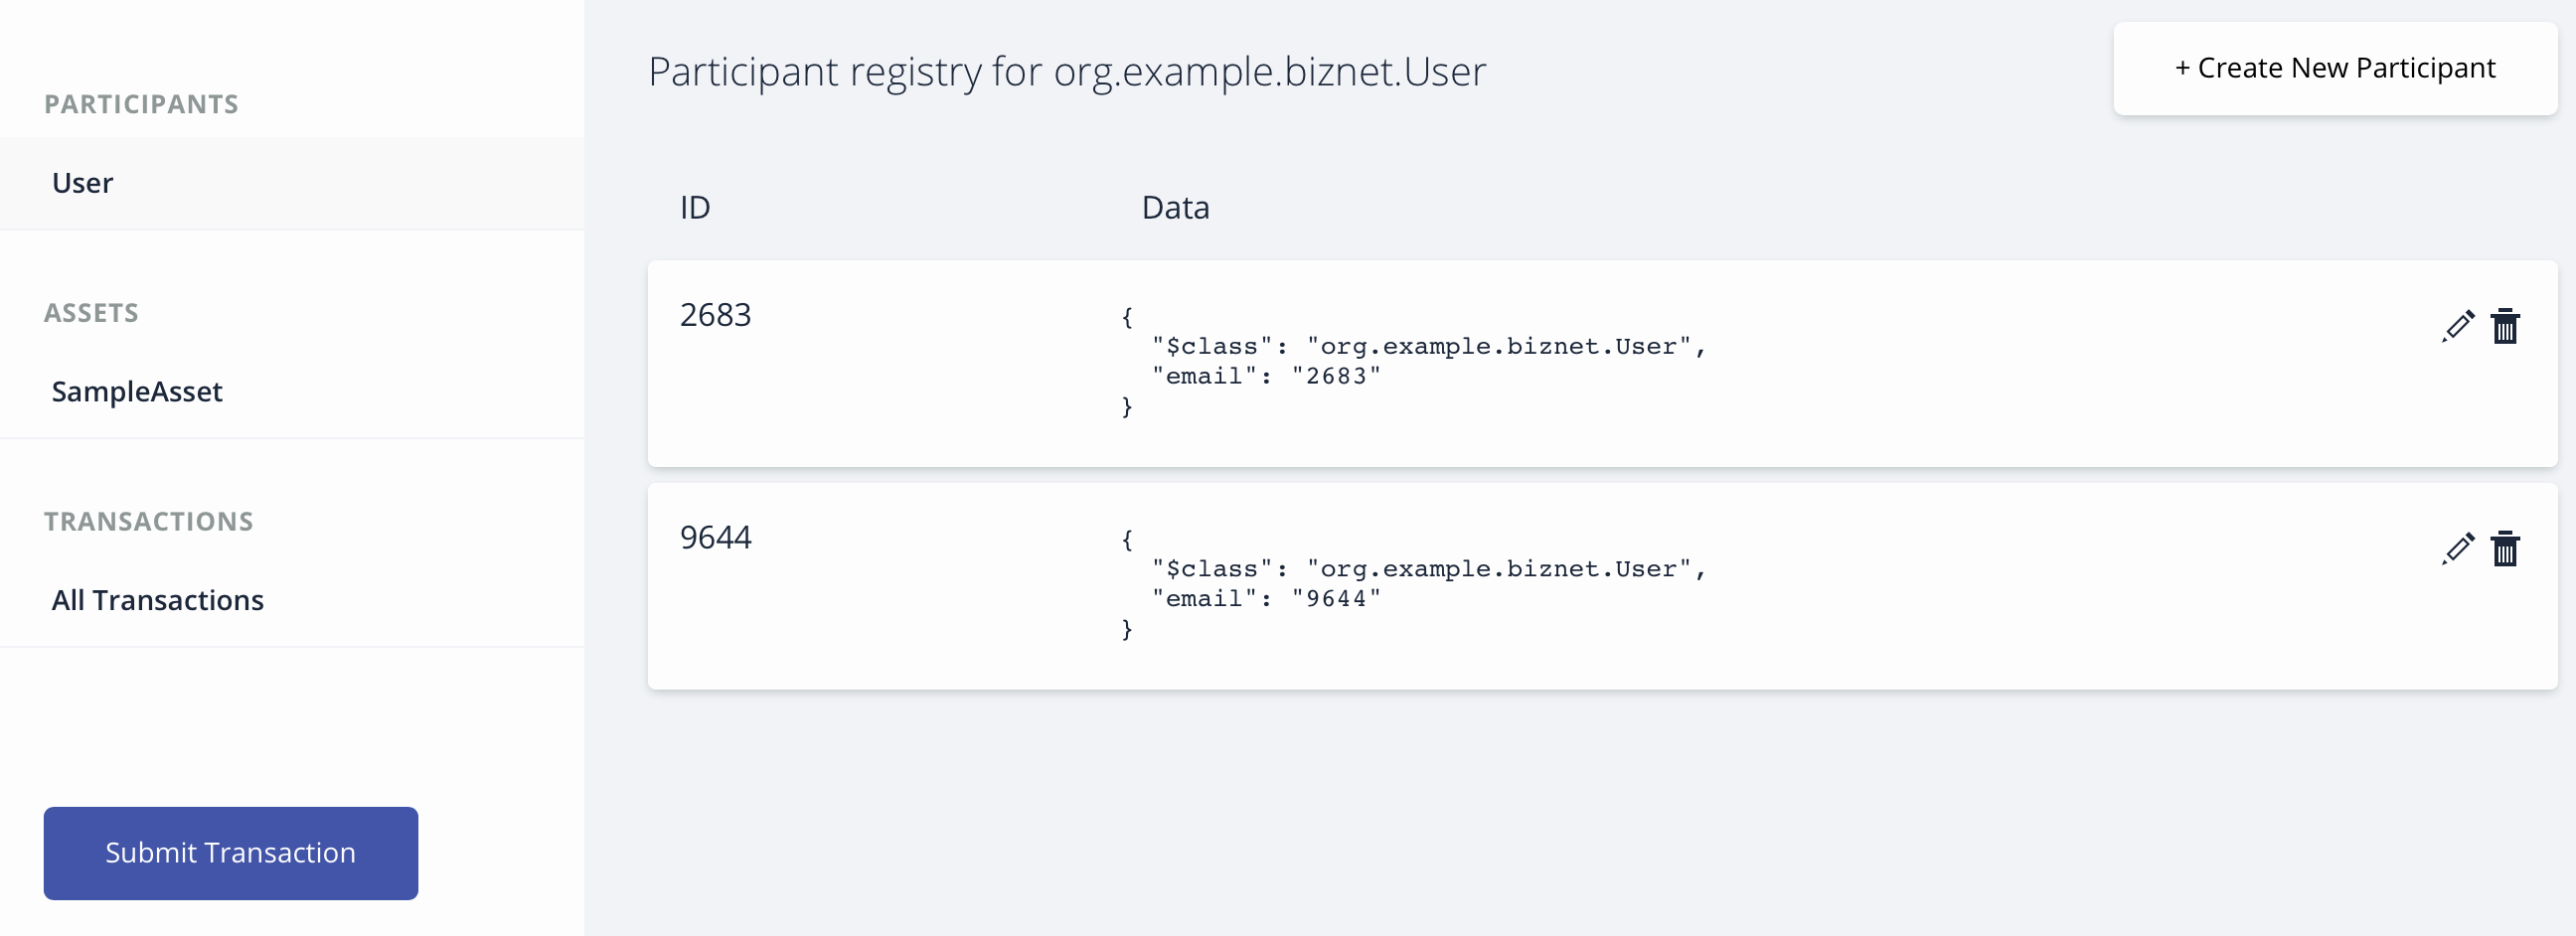 PARTICIPANTS
User
ASSETS
SampleAsset
TRANSACTIONS
All Transactions
Submit Transaction
Participant registry for org.example.biznet.User
+ Create New Participant
ID Data
2683
{
"$class": "org.example.biznet.User",
"email": "2683"
}
9644
{
"$class": "org.example.biznet.User",
"email": "9644"
}